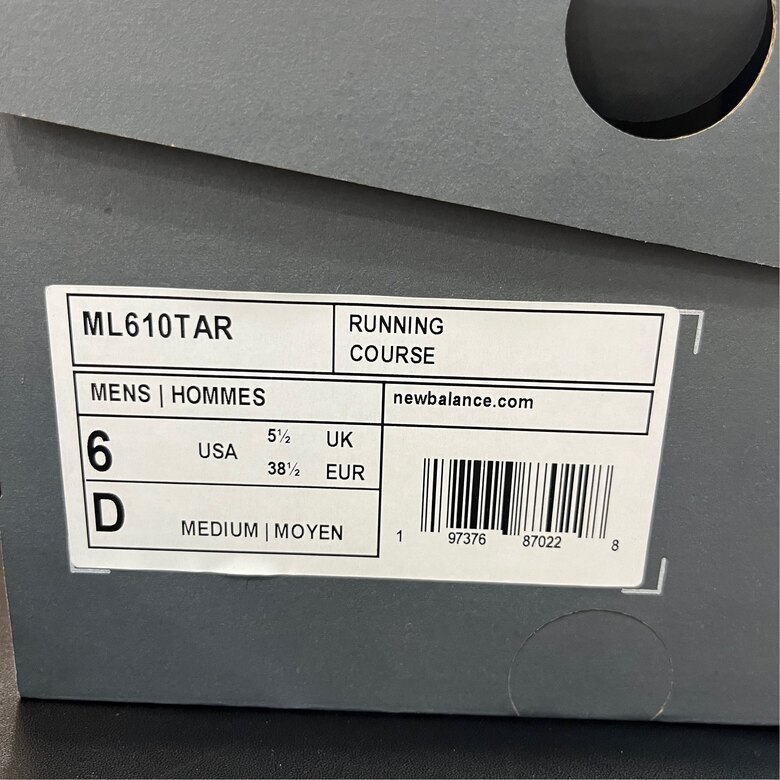 ML610TAR
RUNNING
COURSE
MENS | HOMMES
newbalance.com
6 USA 5½ UK
38½ EUR
D MEDIUM | MOYEN
1 97376 87022 8